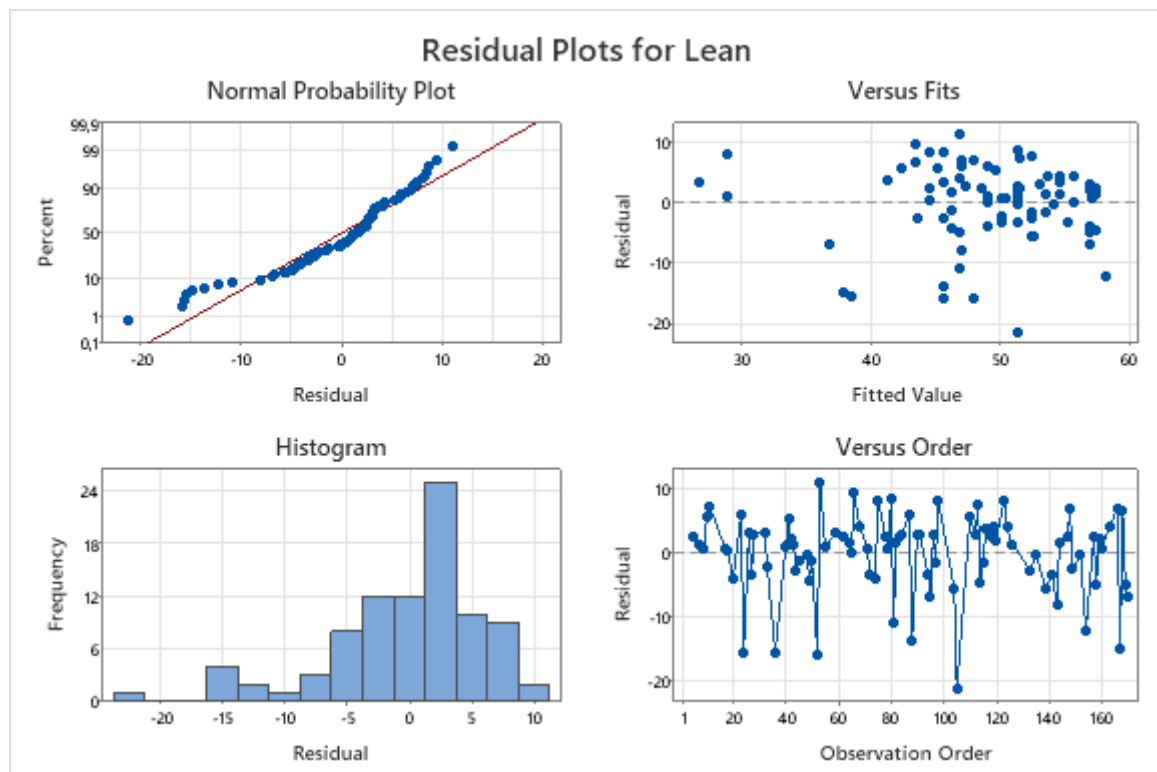 Residual Plots for Lean
Normal Probability Plot
99,9
99
90
50
10
1
0,1
Percent
-20 -10 0 10 20
Residual
Versus Fits
10
0
-10
-20
Residual
30 40 50 60
Fitted Value
Histogram
24
18
12
6
0
Frequency
-20 -15 -10 -5 0 5 10
Residual
Versus Order
10
0
-10
-20
Residual
1 20 40 60 80 100 120 140 160
Observation Order